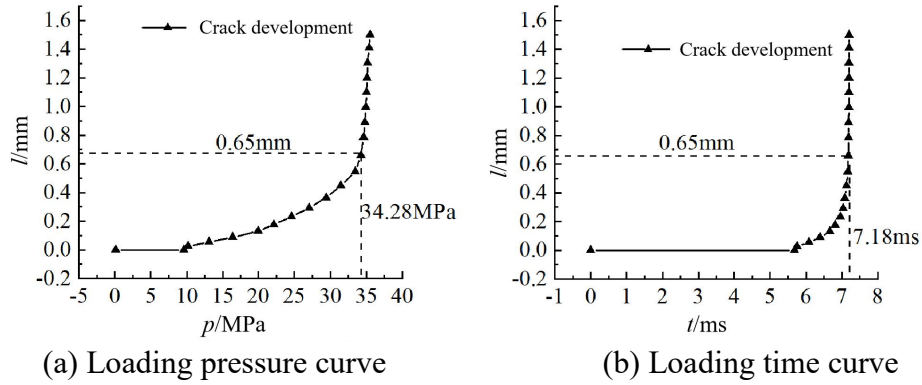 1.6
1.4
1.2
1.0
0.8
0.6
0.4
0.2
0.0
-0.2
l/mm
Crack development
0.65mm
34.28MPa
-5 0 5 10 15 20 25 30 35 40
p/MPa
(a) Loading pressure curve
1.6
1.4
1.2
1.0
0.8
0.6
0.4
0.2
0.0
-0.2
l/mm
Crack development
0.65mm
7.18ms
-1 0 1 2 3 4 5 6 7 8
t/ms
(b) Loading time curve